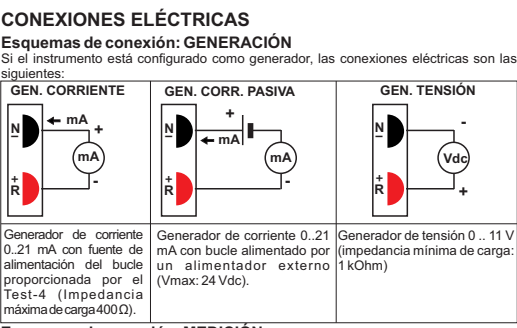 CONEXIONES ELÉCTRICAS
Esquemas de conexión: GENERACIÓN
Si el instrumento está configurado como generador, las conexiones eléctricas son las
siguientes:
GEN. CORRIENTE
N
-
mA
+
mA
+
R
-
Generador de corriente
0..21 mA con fuente de
alimentación del bucle
proporcionada por el
Test-4 (Impedancia
máxima de carga 400 Ω).
GEN. CORR. PASIVA
N
-
+
mA
mA
+
R
-
Generador de corriente 0..21
mA con bucle alimentado por
un alimentador externo
(Vmax: 24 Vdc).
GEN. TENSIÓN
N
-
-
Vdc
+
R
+
Generador de tensión 0 .. 11 V
(impedancia mínima de carga:
1 kOhm)